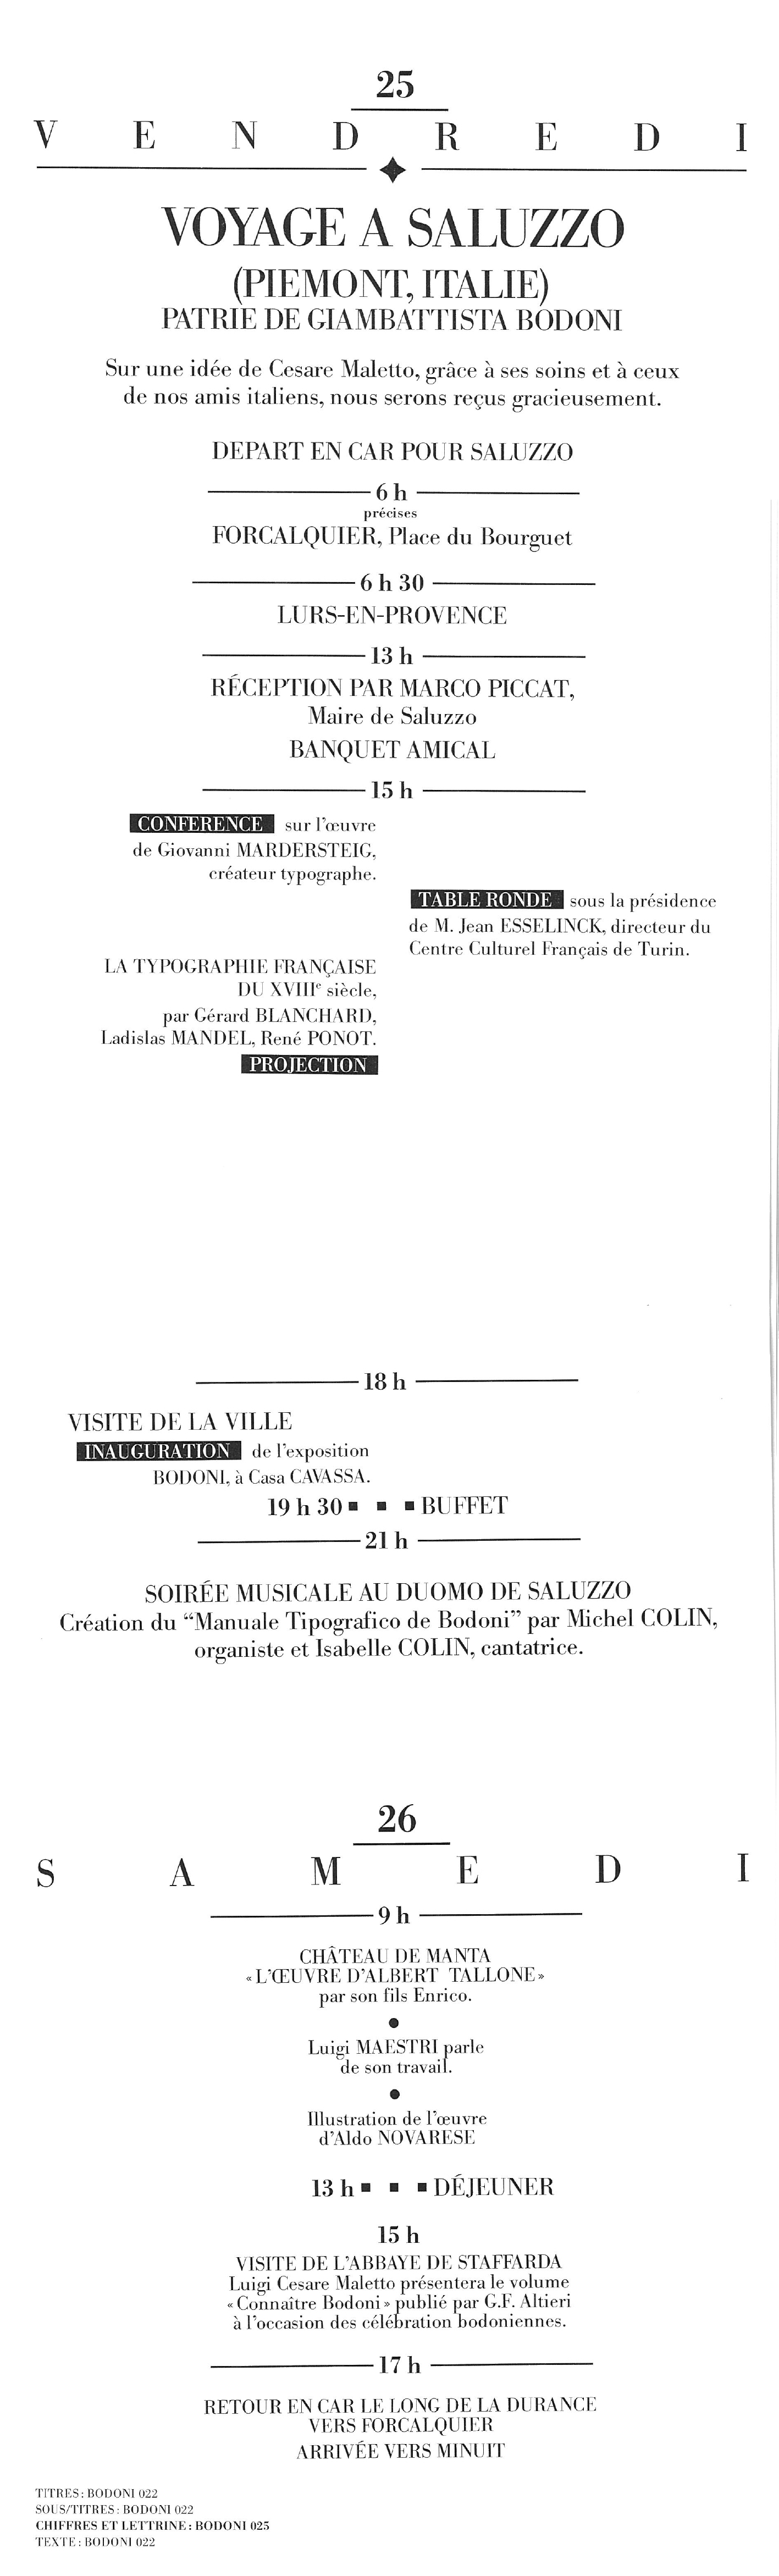 25
VENDREDI
VOYAGE A SALUZZO
(PIEMONT, ITALIE)
PATRIE DE GIAMBATTISTA BODONI
Sur une idée de Cesare Maletto, grâce à ses soins et à ceux
de nos amis italiens, nous serons reçus gracieusement.
DEPART EN CAR POUR SALUZZO
6 h
précises
FORCALQUIER, Place du Bourguet
6 h 30
LURS-EN-PROVENCE
13 h
RÉCEPTION PAR MARCO PICCAT,
Maire de Saluzzo
BANQUET AMICAL
15 h
CONFERENCE sur l'œuvre
de Giovanni MARDERSTEIG,
créateur typographe.
TABLE RONDE sous la présidence
de M. Jean ESSELINCK, directeur du
Centre Culturel Français de Turin.
LA TYPOGRAPHIE FRANÇAISE
DU XVIIIe siècle,
par Gérard BLANCHARD,
Ladislas MANDEL, René PONOT.
PROJECTION
18 h
VISITE DE LA VILLE
INAUGURATION de l'exposition
BODONI, à Casa CAVASSA.
19 h 30 ■ ■ ■ BUFFET
21 h
SOIRÉE MUSICALE AU DUOMO DE SALUZZO
Création du “Manuale Tipografico de Bodoni” par Michel COLIN,
organiste et Isabelle COLIN, cantatrice.
26
SAMEDI
9 h
CHÂTEAU DE MANTA
«L'ŒUVRE D'ALBERT TALLONE»
par son fils Enrico.
●
Luigi MAESTRI parle
de son travail.
●
Illustration de l'œuvre
d'Aldo NOVARESE
13 h ■ ■ ■ DÉJEUNER
15 h
VISITE DE L'ABBAYE DE STAFFARDA
Luigi Cesare Maletto présentera le volume
«Connaître Bodoni» publié par G.F. Altieri
à l'occasion des célébration bodoniennes.
17 h
RETOUR EN CAR LE LONG DE LA DURANCE
VERS FORCALQUIER
ARRIVÉE VERS MINUIT
TITRES : BODONI 022
SOUS/TITRES : BODONI 022
CHIFFRES ET LETTRINE : BODONI 025
TEXTE : BODONI 022